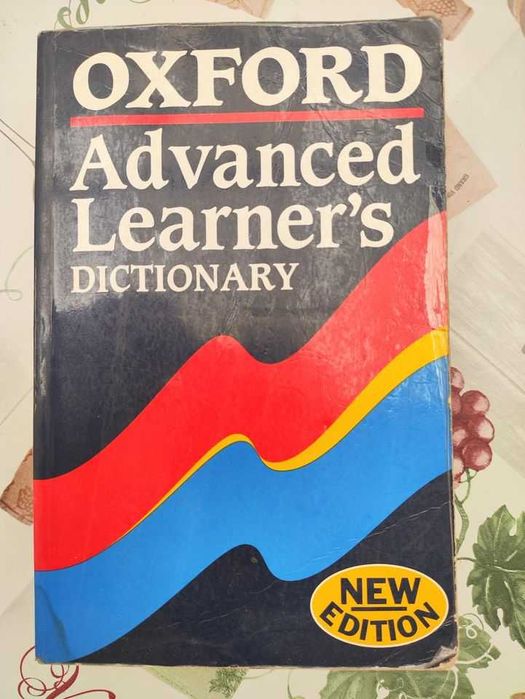 OXFORD
Advanced
Learner's
DICTIONARY
NEW
EDITION